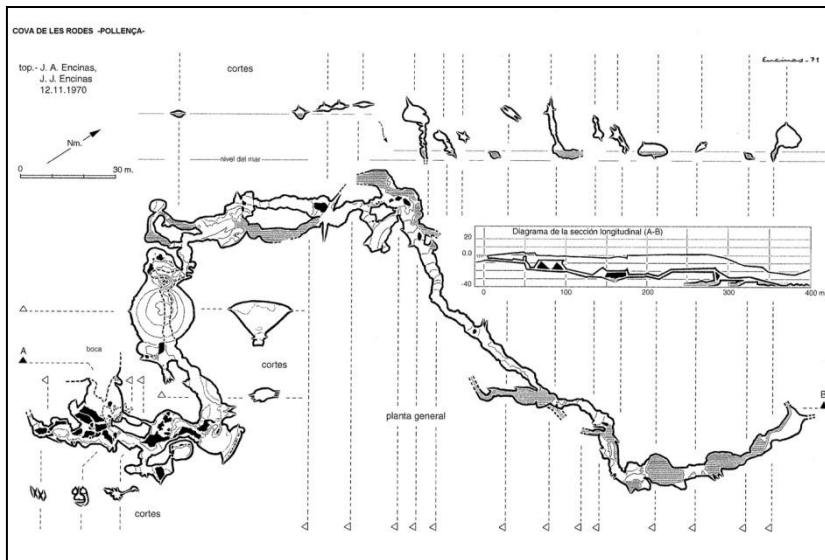 COVA DE LES RODES -POLLENÇA-
top.- J. A. Encinas,
J. J. Encinas
12.11.1970
cortes
Encinas-71
Nm.
0 30 m.
nivel del mar
Diagrama de la sección longitudinal (A-B)
20
0.0
-40
0 100 200 300 400 m.
A
boca
cortes
planta general
B
cortes